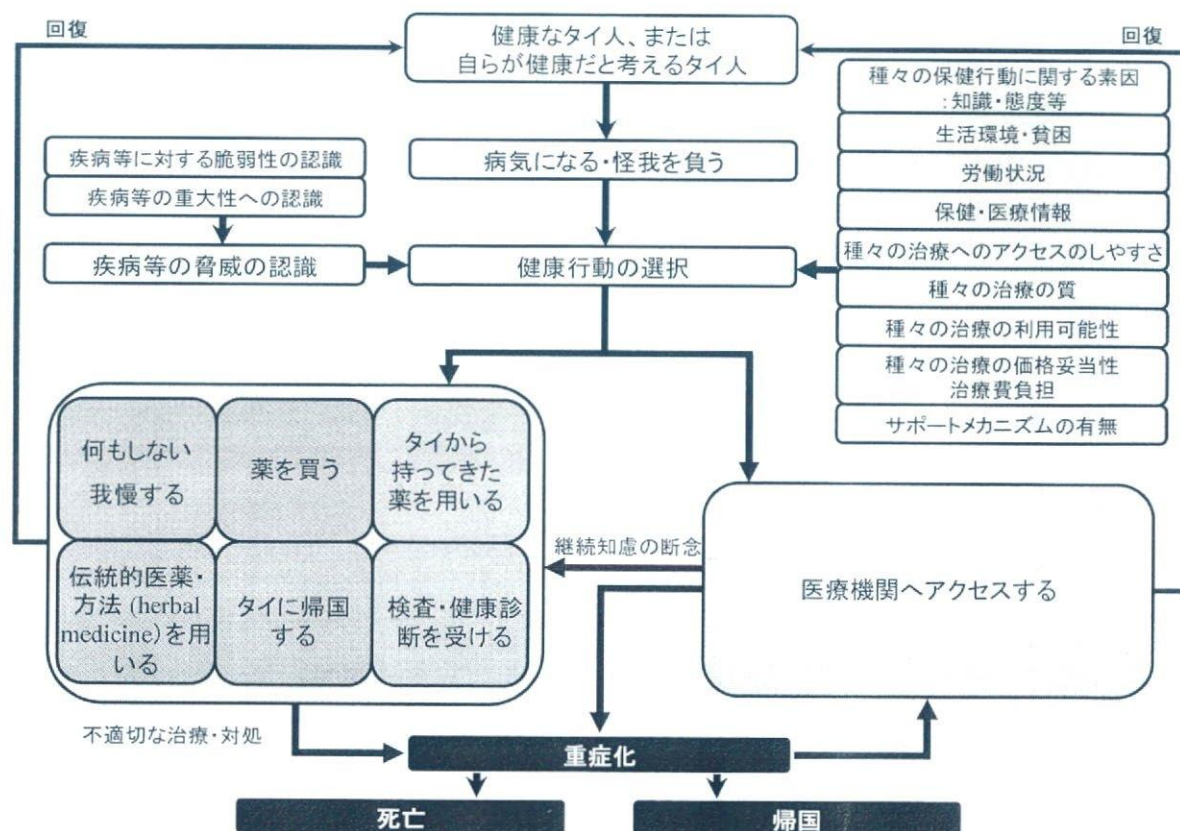 回復
健康なタイ人、または
自らが健康だと考えるタイ人
回復
種々の保健行動に関する素因
:知識・態度等
生活環境・貧困
労働状況
保健・医療情報
種々の治療へのアクセスのしやすさ
種々の治療の質
種々の治療の利用可能性
種々の治療の価格妥当性
治療費負担
サポートメカニズムの有無
疾病等に対する脆弱性の認識
疾病等の重大性への認識
疾病等の脅威の認識
病気になる・怪我を負う
健康行動の選択
何もしない
我慢する
薬を買う
タイから
持ってきた
薬を用いる
伝統的医薬・
方法 (herbal
medicine)を用
いる
タイに帰国
する
検査・健康診
断を受ける
継続知慮の断念
医療機関へアクセスする
不適切な治療・対処
重症化
死亡
帰国